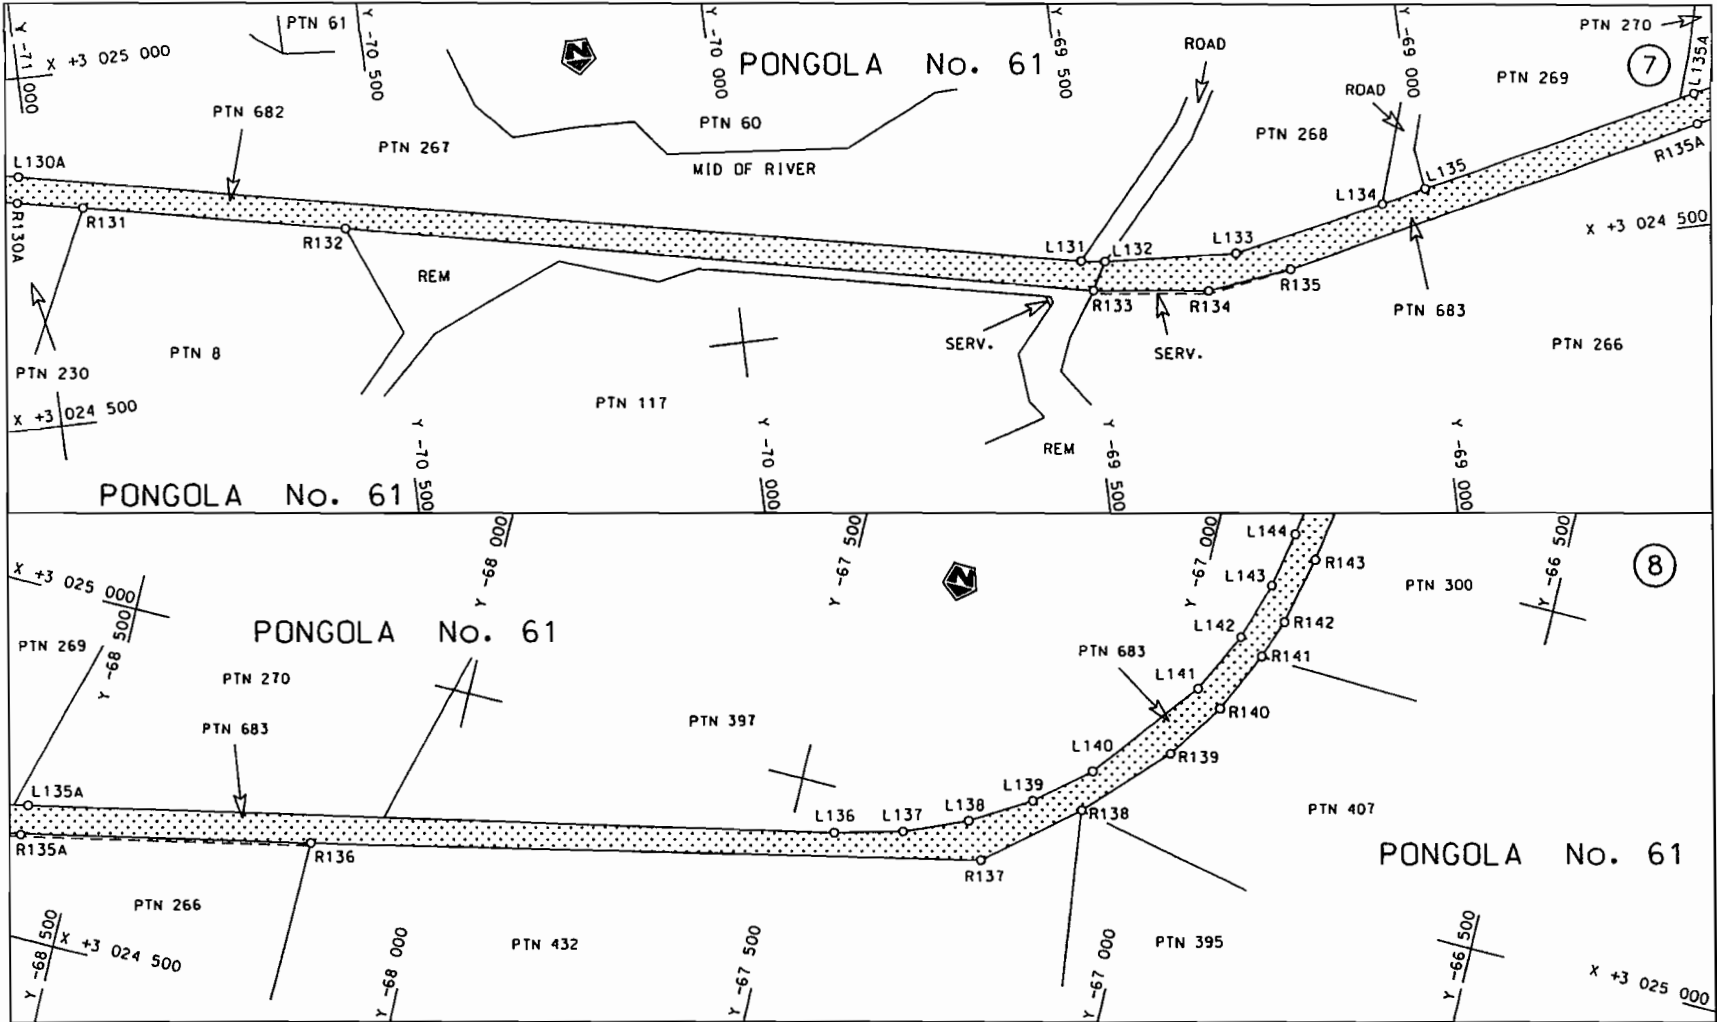 Y -71 000
X +3 025 000
PTN 61
Y -70 500
Y -70 000
N
PONGOLA No. 61
Y -69 500
ROAD
Y -69 000
PTN 270
L135A
7
PTN 269
ROAD
PTN 682
PTN 267
PTN 60
PTN 268
MID OF RIVER
R135A
L130A
R130A
R131
R132
L134
L135
X +3 024 500
L131
L132
L133
REM
R133
R134
R135
PTN 683
SERV.
SERV.
PTN 266
PTN 230
PTN 8
X +3 024 500
PTN 117
REM
Y -70 500
Y -70 000
Y -69 500
Y -69 000
PONGOLA No. 61
X +3 025 000
Y -68 500
Y -68 000
Y -67 500
N
Y -67 000
L144
R143
Y -66 500
8
PTN 300
L143
PONGOLA No. 61
L142
R142
PTN 269
PTN 270
PTN 683
R141
L141
PTN 397
PTN 683
R140
L140
R139
L135A
L139
L138
L137
L136
R138
PTN 407
R135A
R136
R137
PONGOLA No. 61
PTN 266
PTN 432
PTN 395
Y -68 500
X +3 024 500
Y -68 000
Y -67 500
Y -67 000
Y -66 500
X +3 025 000